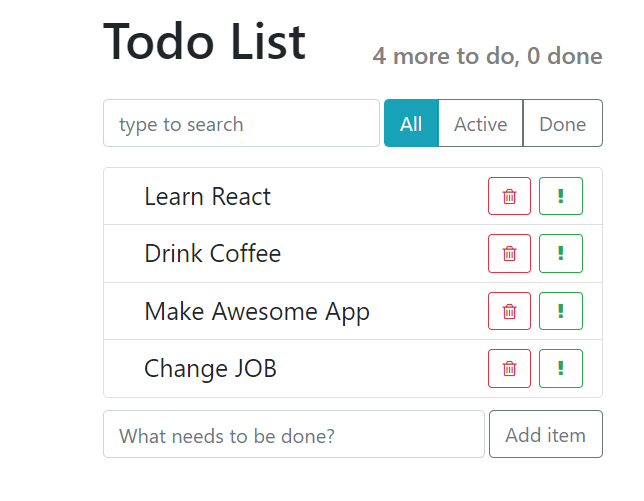 Todo List
4 more to do, 0 done
type to search
All
Active
Done
Learn React
Drink Coffee
Make Awesome App
Change JOB
What needs to be done?
Add item